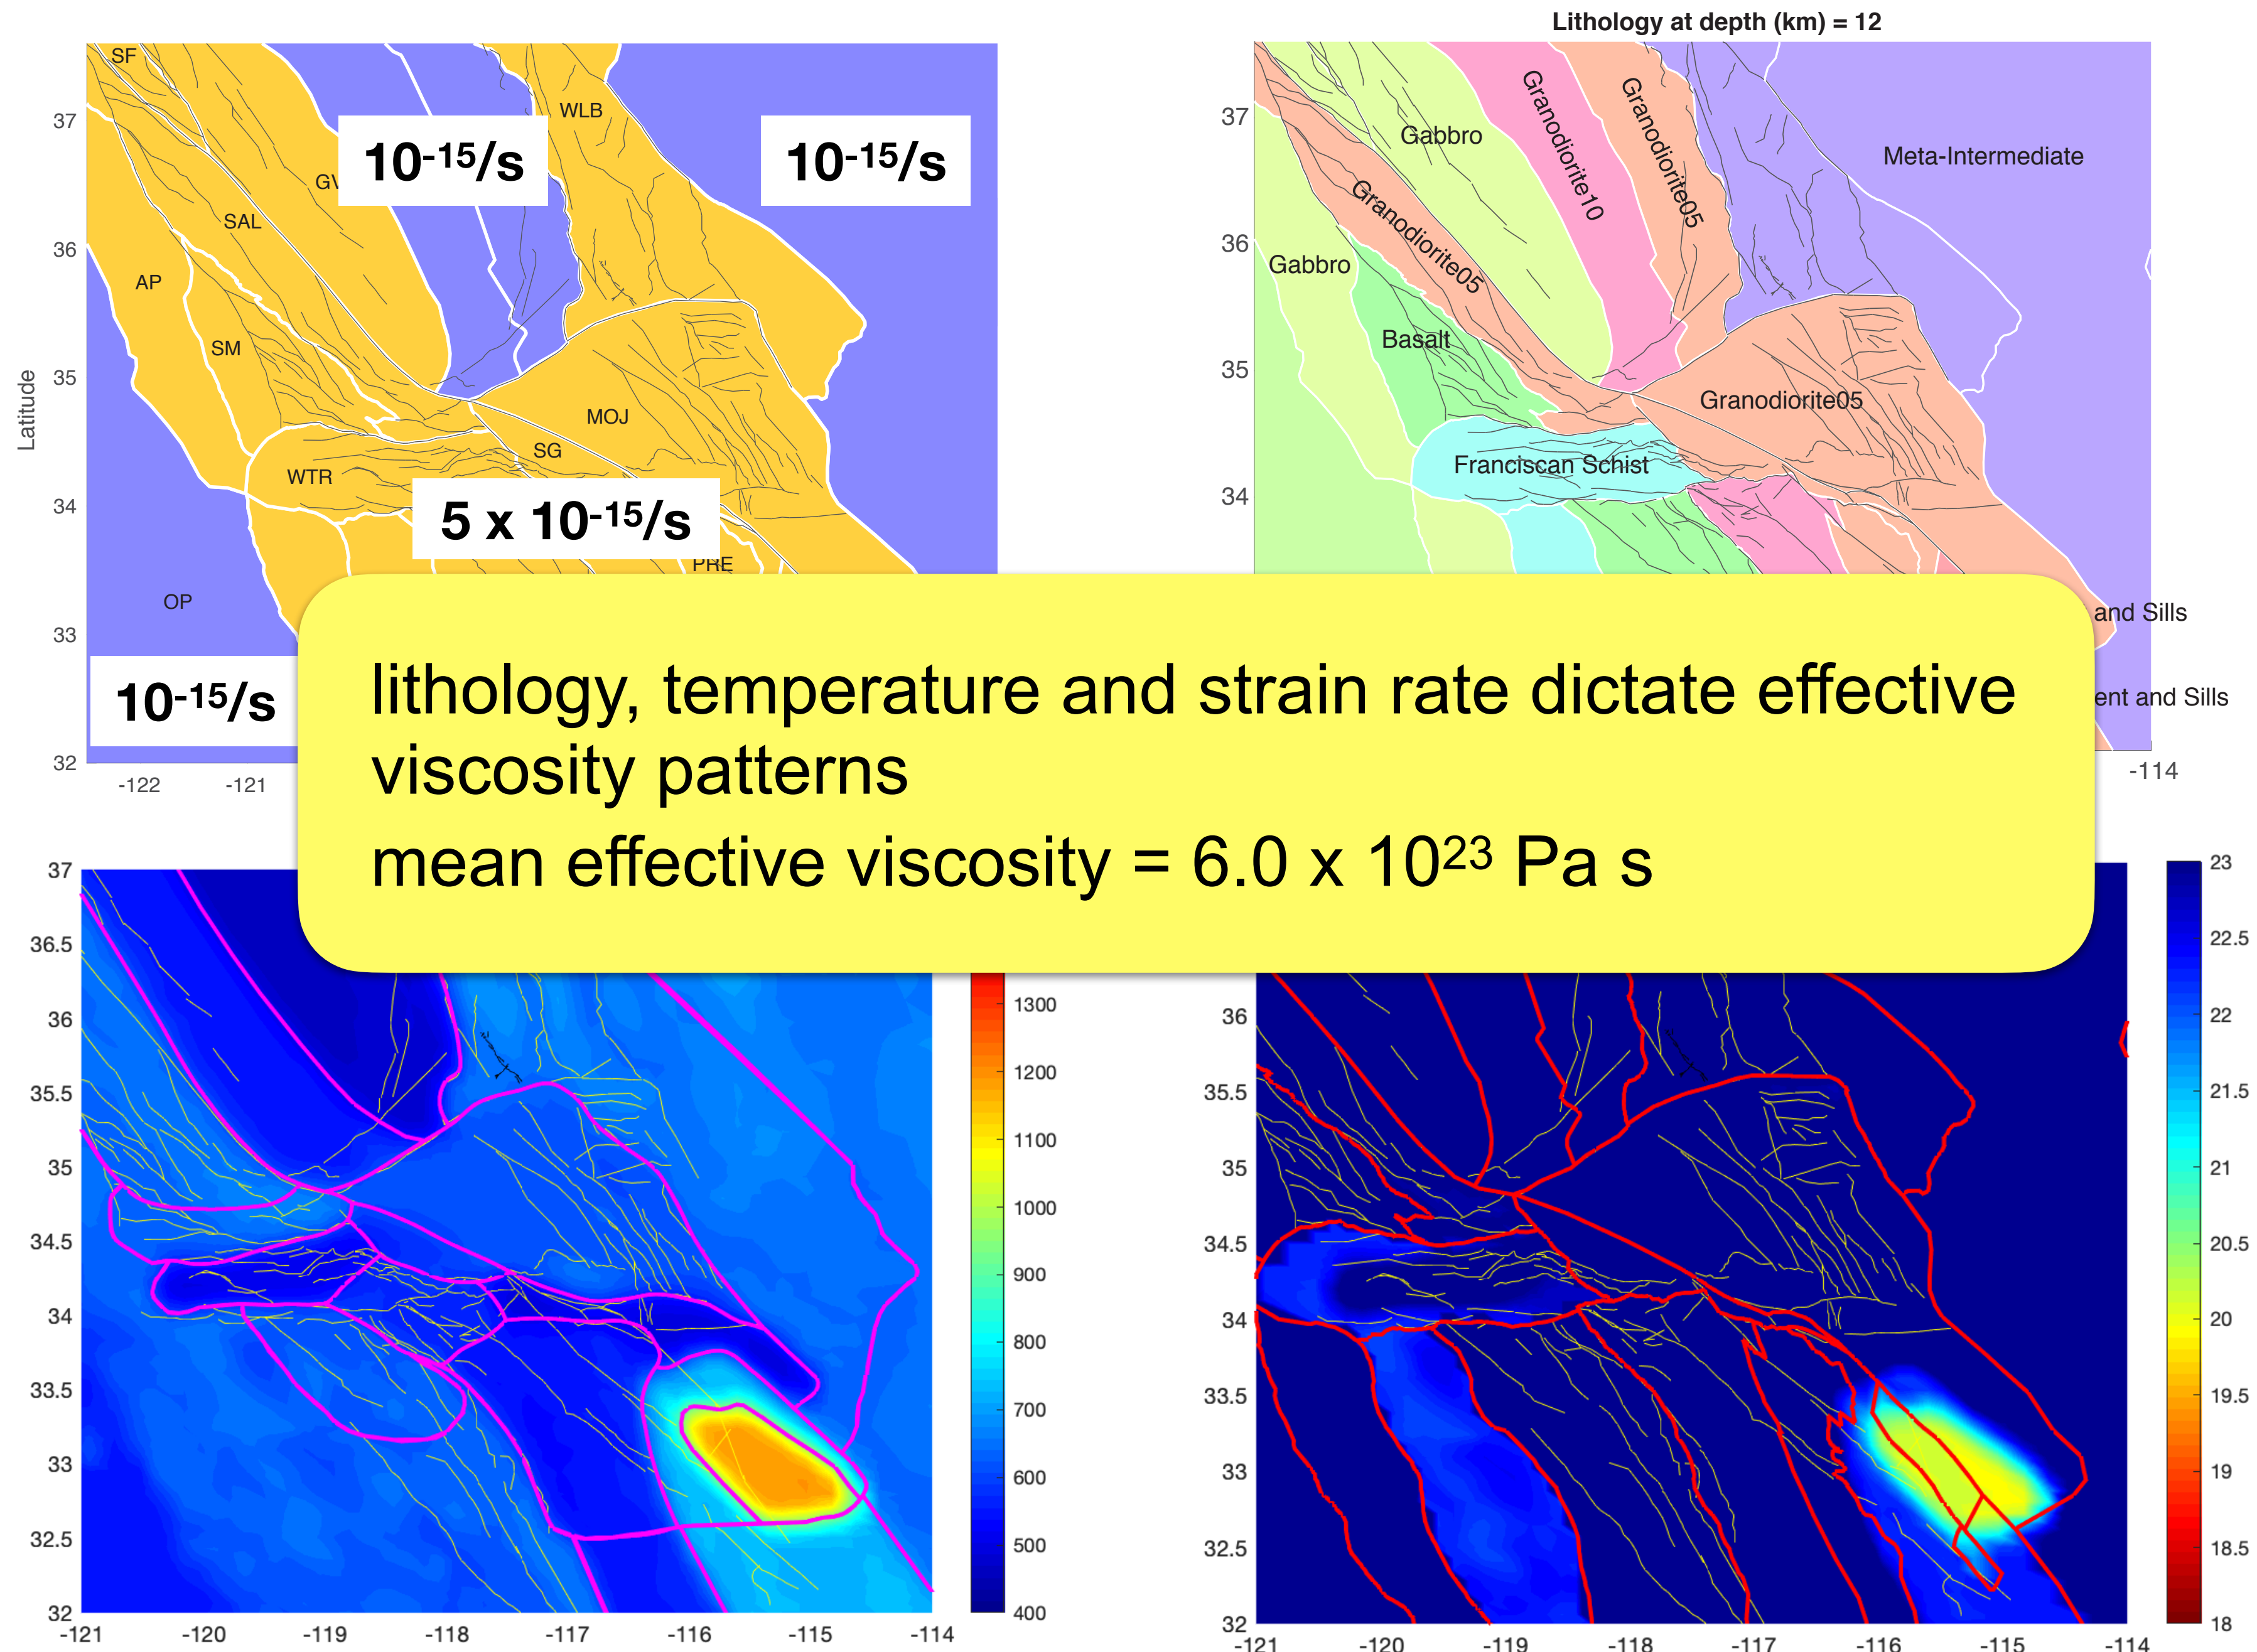 SF
37
WLB
10-15/s
10-15/s
GV
SAL
36
AP
SM
35
Latitude
MOJ
SG
WTR
34
5 x 10-15/s
PRE
OP
33
10-15/s
32
-122
-121
Lithology at depth (km) = 12
37
Gabbro
Granodiorite10
Granodiorite05
Meta-Intermediate
Granodiorite05
36
Gabbro
Basalt
35
Granodiorite05
Franciscan Schist
34
and Sills
ent and Sills
-114
lithology, temperature and strain rate dictate effective
viscosity patterns
mean effective viscosity = 6.0 x 10²³ Pa s
37
36.5
36
35.5
35
34.5
34
33.5
33
32.5
32
-121
-120
-119
-118
-117
-116
-115
-114
1300
1200
1100
1000
900
800
700
600
500
400
36
35.5
35
34.5
34
33.5
33
32.5
32
-121
-120
-119
-118
-117
-116
-115
-114
23
22.5
22
21.5
21
20.5
20
19.5
19
18.5
18